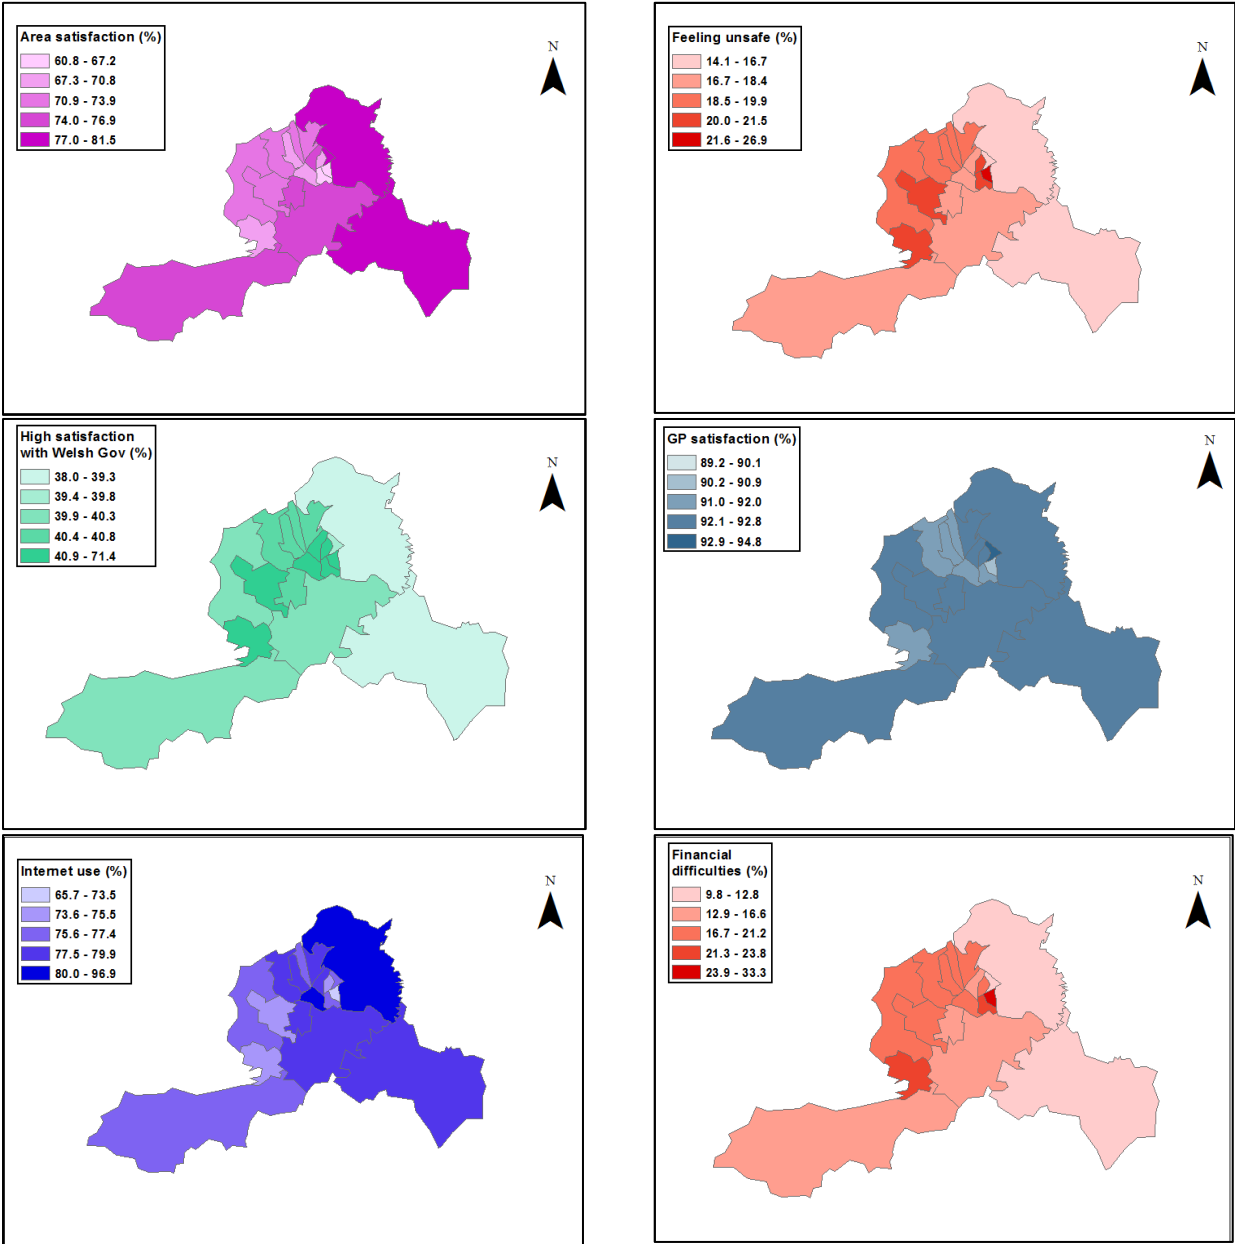 Area satisfaction (%)
60.8 - 67.2
67.3 - 70.8
70.9 - 73.9
74.0 - 76.9
77.0 - 81.5
N
Feeling unsafe (%)
14.1 - 16.7
16.7 - 18.4
18.5 - 19.9
20.0 - 21.5
21.6 - 26.9
N
High satisfaction
with Welsh Gov (%)
38.0 - 39.3
39.4 - 39.8
39.9 - 40.3
40.4 - 40.8
40.9 - 71.4
N
GP satisfaction (%)
89.2 - 90.1
90.2 - 90.9
91.0 - 92.0
92.1 - 92.8
92.9 - 94.8
N
Internet use (%)
65.7 - 73.5
73.6 - 75.5
75.6 - 77.4
77.5 - 79.9
80.0 - 96.9
N
Financial
difficulties (%)
9.8 - 12.8
12.9 - 16.6
16.7 - 21.2
21.3 - 23.8
23.9 - 33.3
N